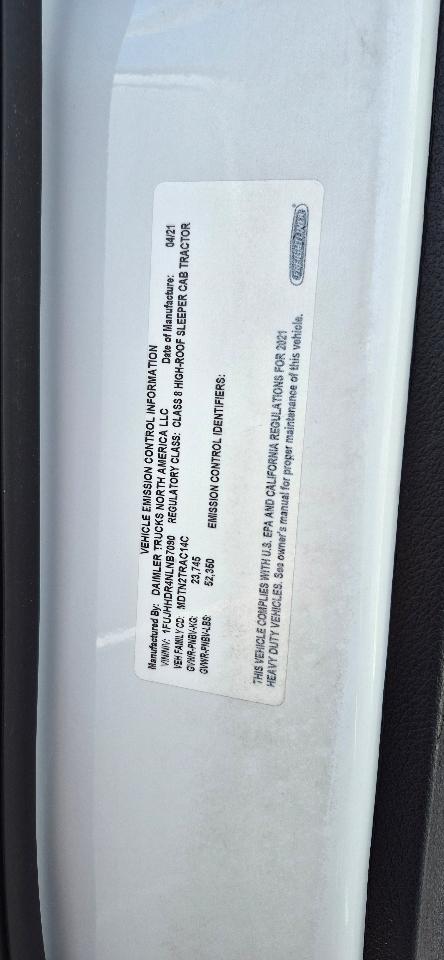 VEHICLE EMISSION CONTROL INFORMATION
Manufactured By: DAIMLER TRUCKS NORTH AMERICA LLC Date of Manufacture: 04/21
VIN/NIV: 1FUJHHDR4NLNB7090 REGULATORY CLASS: CLASS 8 HIGH-ROOF SLEEPER CAB TRACTOR
VEH FAMILY CD: MDTN2TRAC14C
GVWR-PNBV-KG: 23,745
GVWR-PNBV-LBS: 52,350
EMISSION CONTROL IDENTIFIERS:
THIS VEHICLE COMPLIES WITH U.S. EPA AND CALIFORNIA REGULATIONS FOR 2021
HEAVY DUTY VEHICLES. See owner's manual for proper maintenance of this vehicle.
FREIGHTLINER